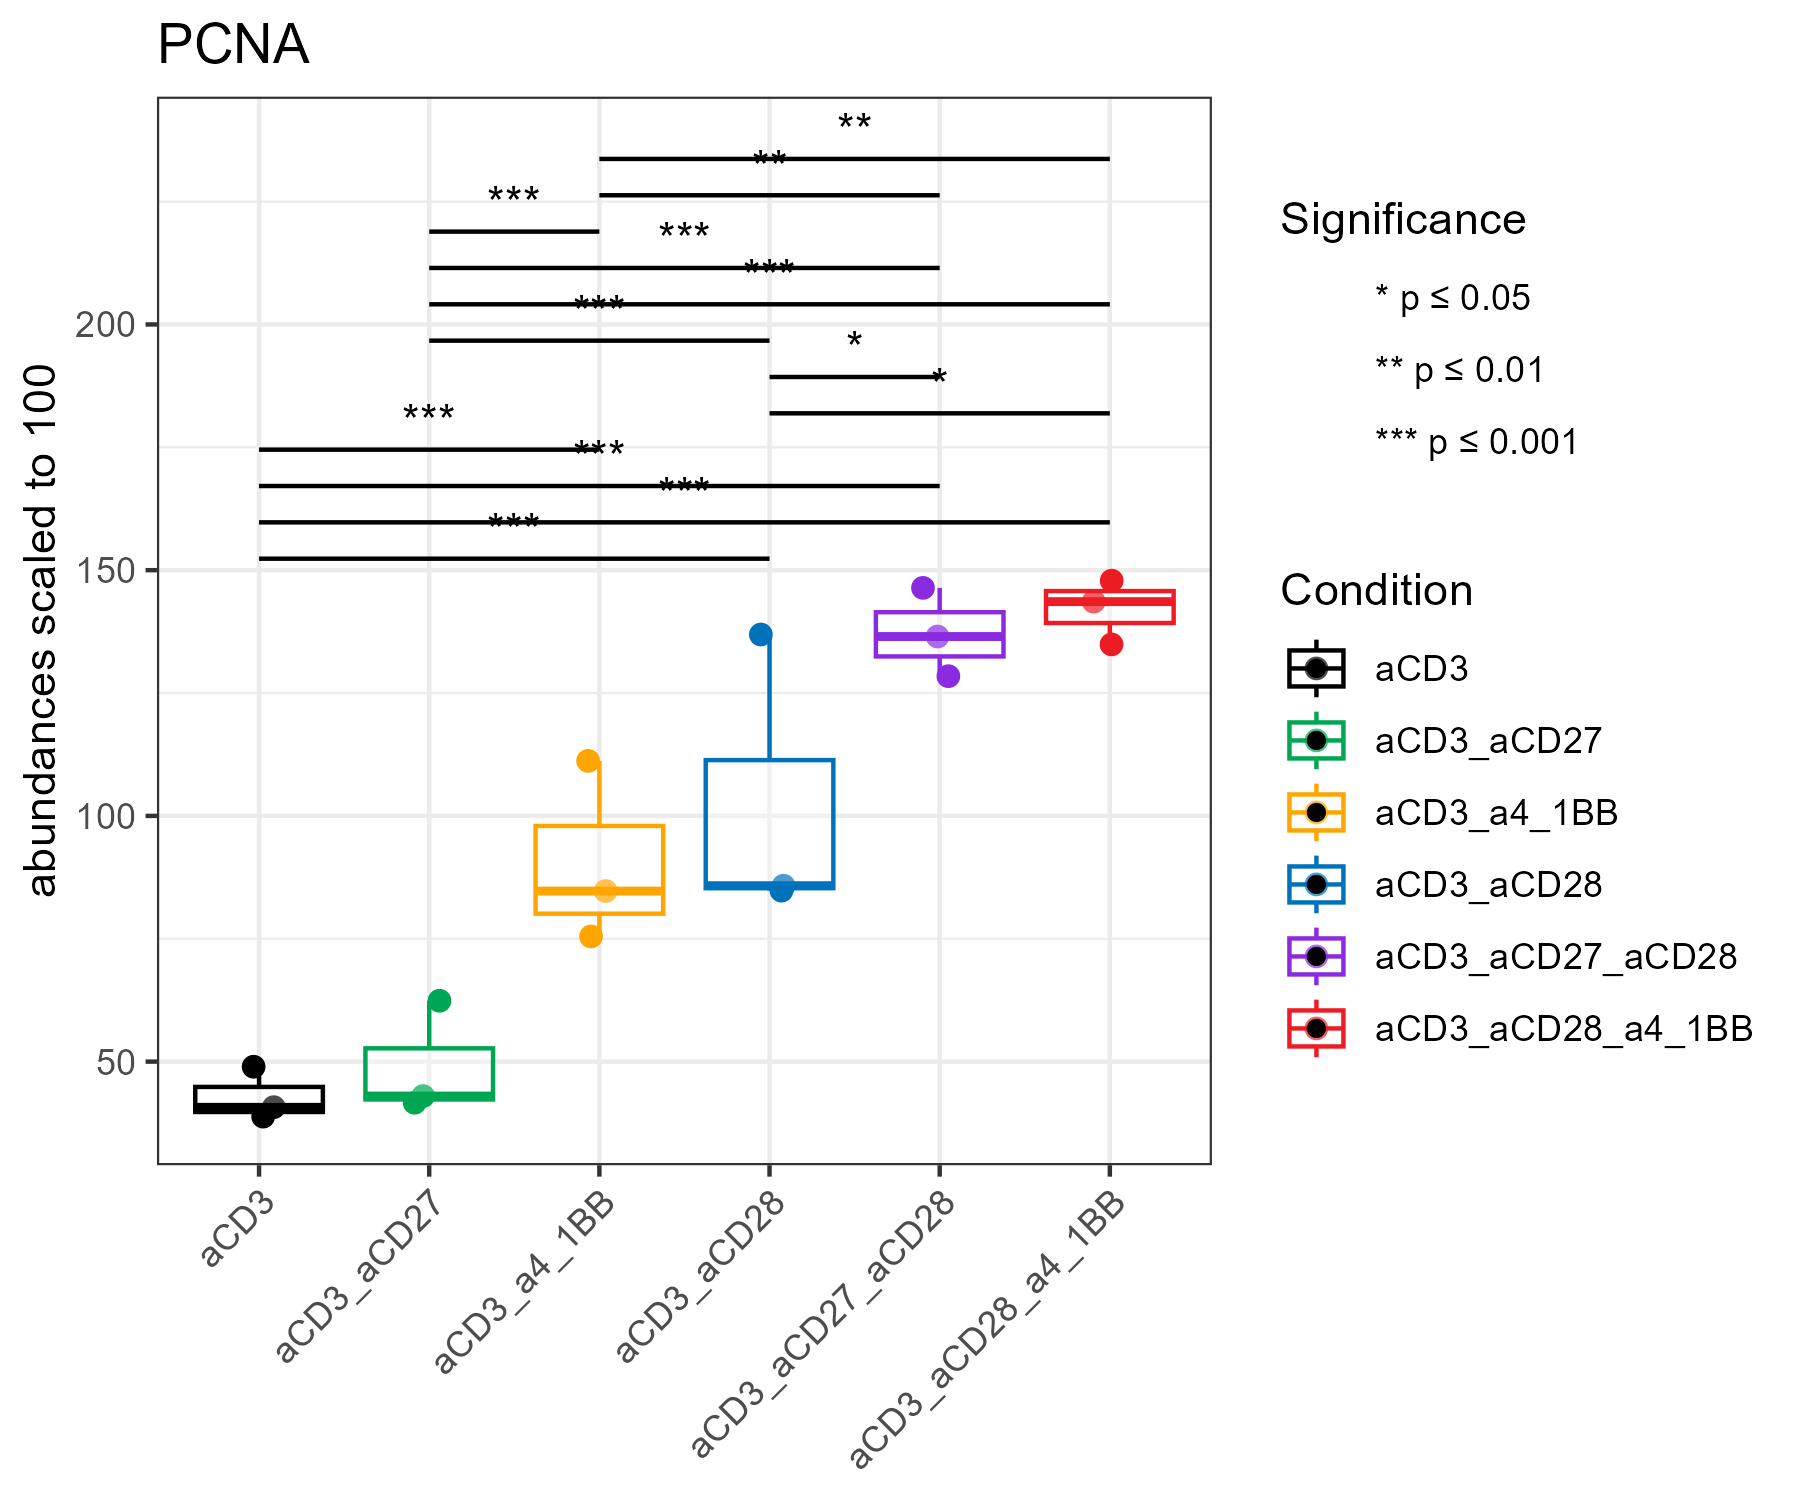 PCNA
abundances scaled to 100
200
150
100
50
**
**
***
***
***
***
*
*
***
***
***
***
aCD3
aCD3_aCD27
aCD3_a4_1BB
aCD3_aCD28
aCD3_aCD27_aCD28
aCD3_aCD28_a4_1BB
Significance
* p ≤ 0.05
** p ≤ 0.01
*** p ≤ 0.001
Condition
aCD3
aCD3_aCD27
aCD3_a4_1BB
aCD3_aCD28
aCD3_aCD27_aCD28
aCD3_aCD28_a4_1BB